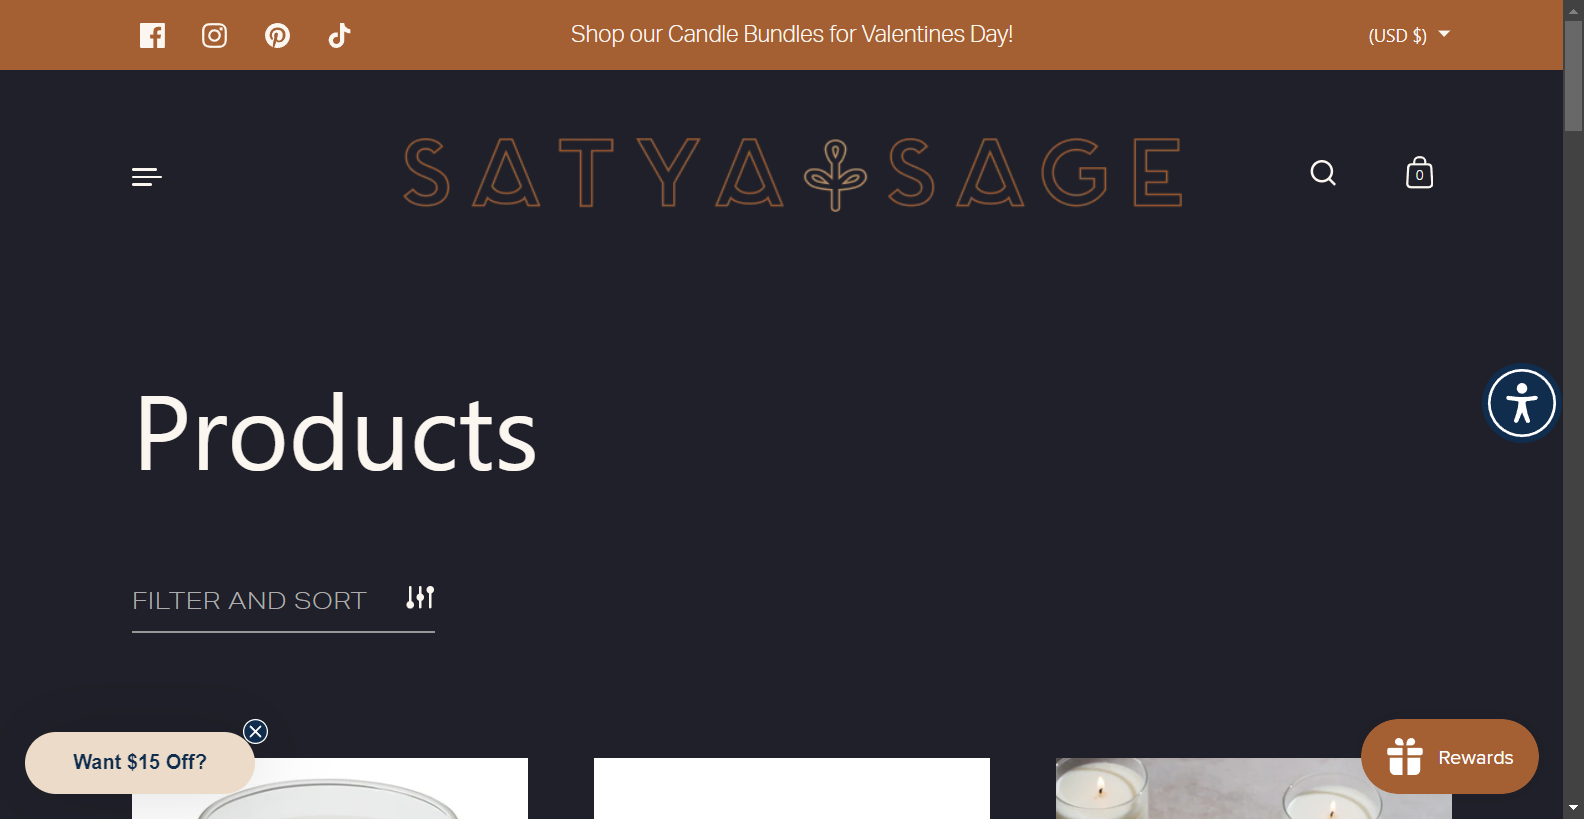 Shop our Candle Bundles for Valentines Day!
(USD $)
SATYA SAGE
0
Products
FILTER AND SORT
Want $15 Off?
Rewards